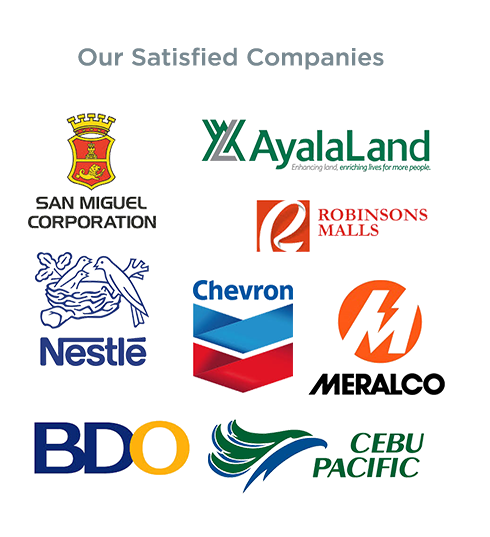 Our Satisfied Companies
SAN MIGUEL
CORPORATION
AyalaLand
Enhancing land, enriching lives for more people.
ROBINSONS
MALLS
Nestlé
Chevron
MERALCO
BDO
CEBU
PACIFIC